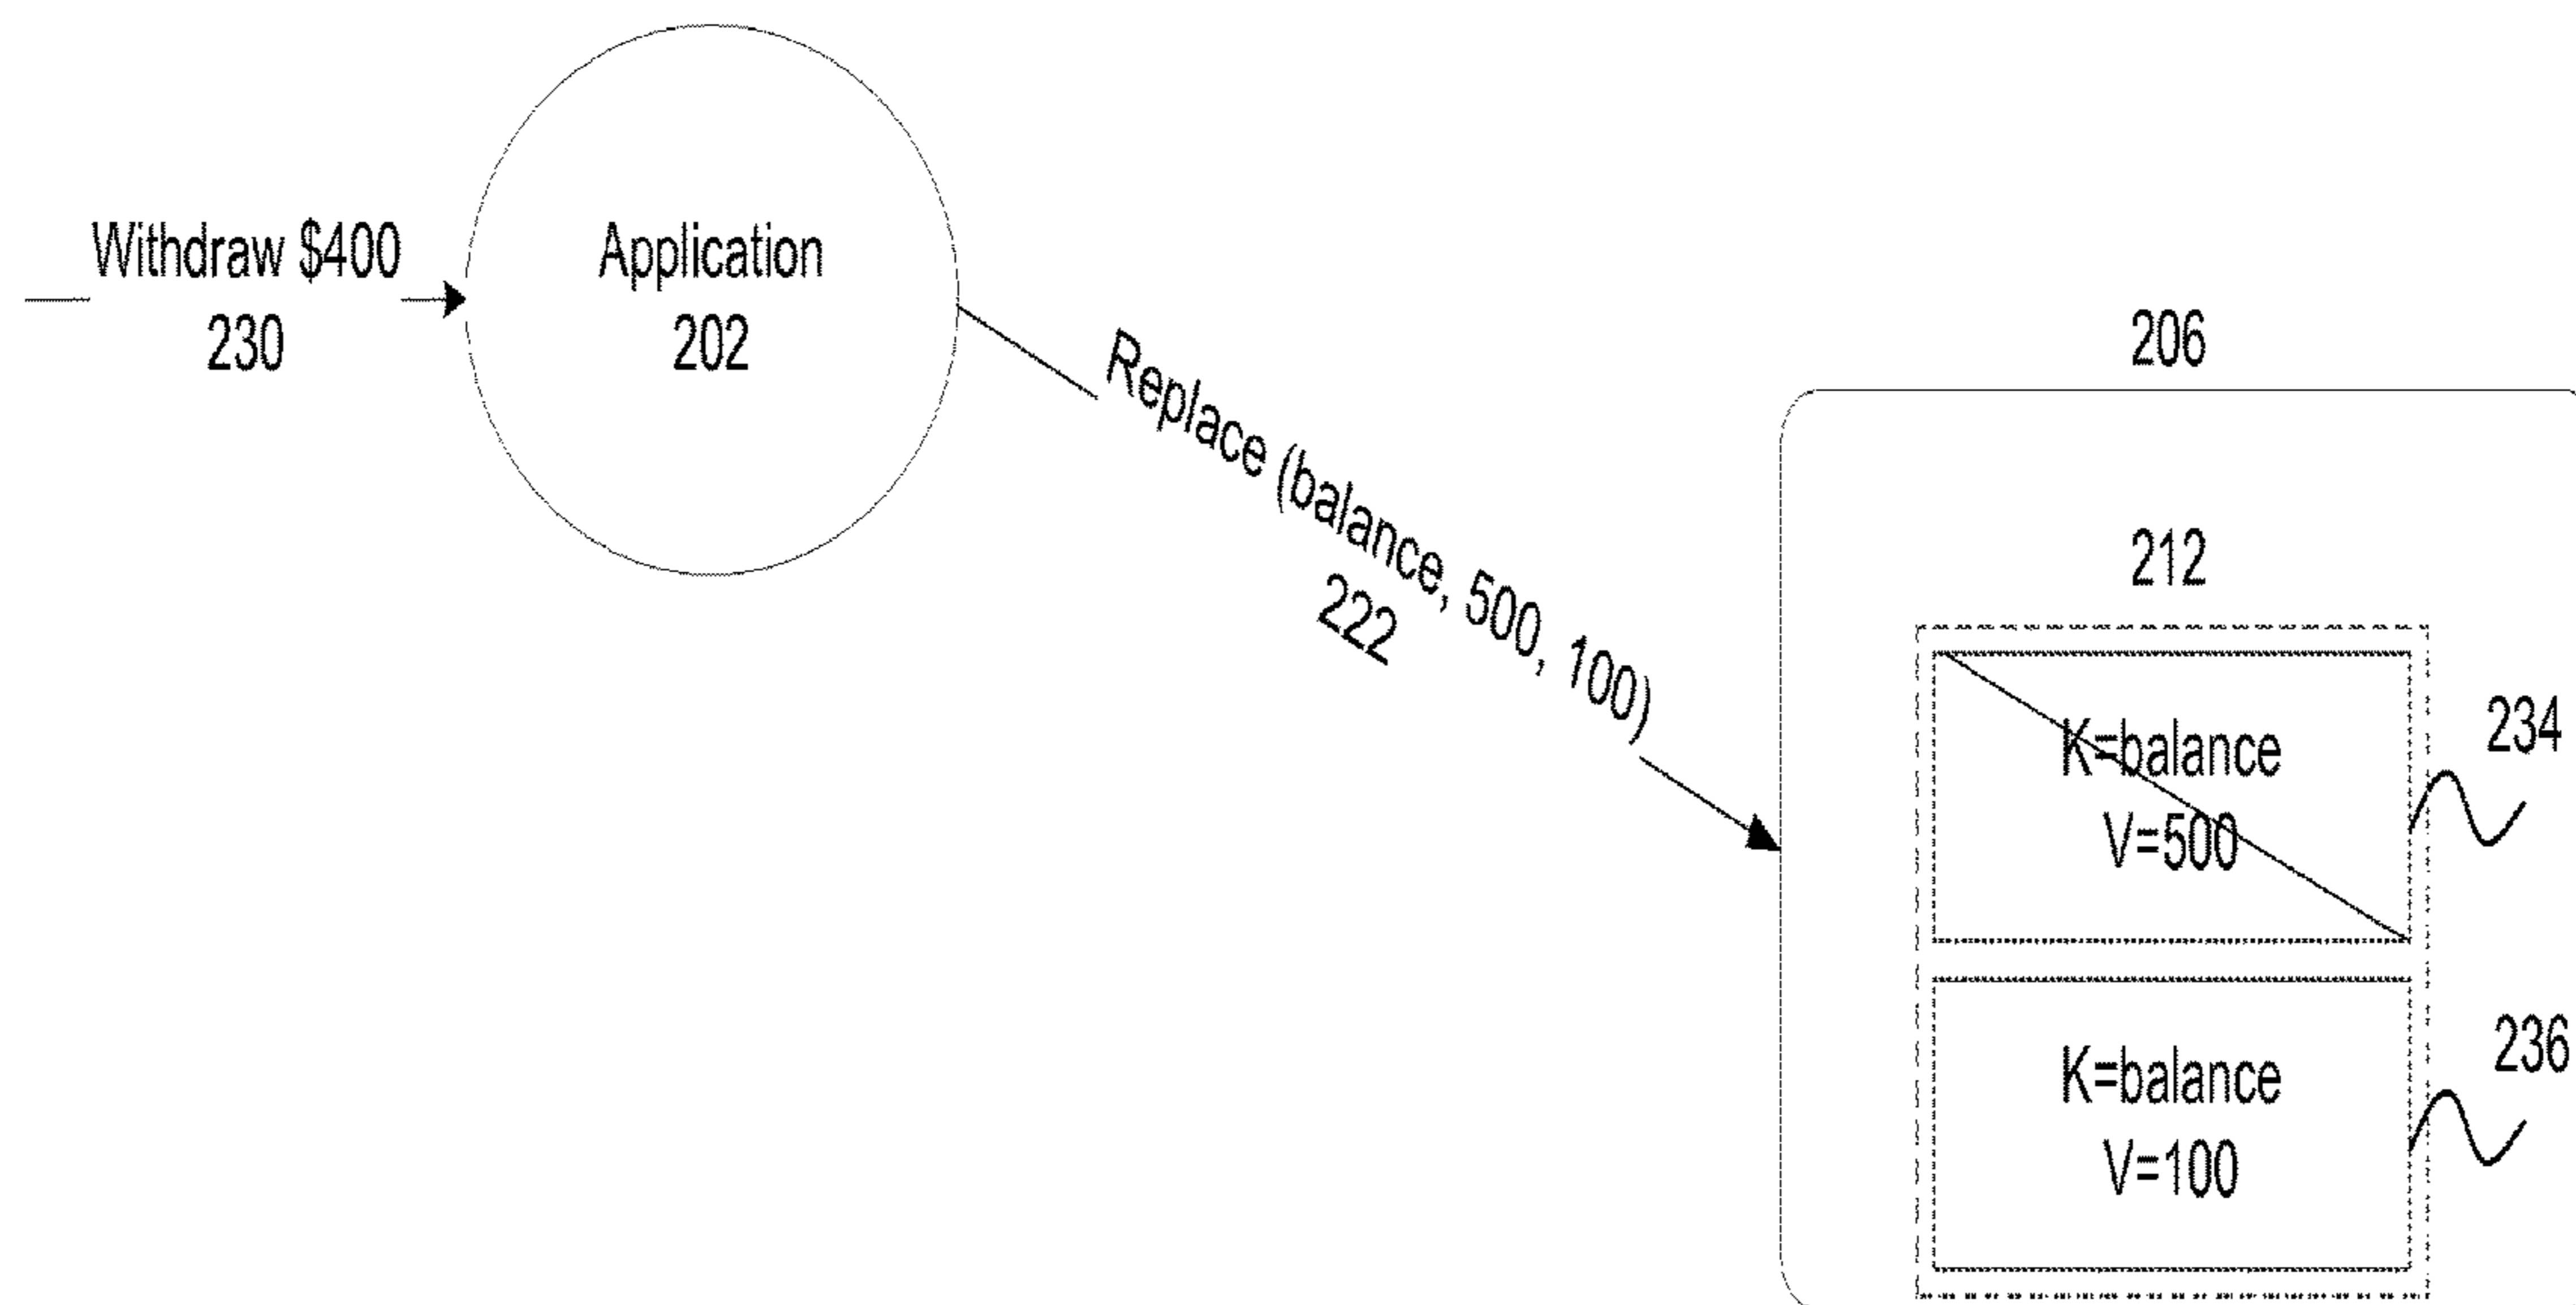 Withdraw $400
230
Application
202
Replace (balance, 500, 100)
222
206
212
K=balance
V=500
234
K=balance
V=100
236